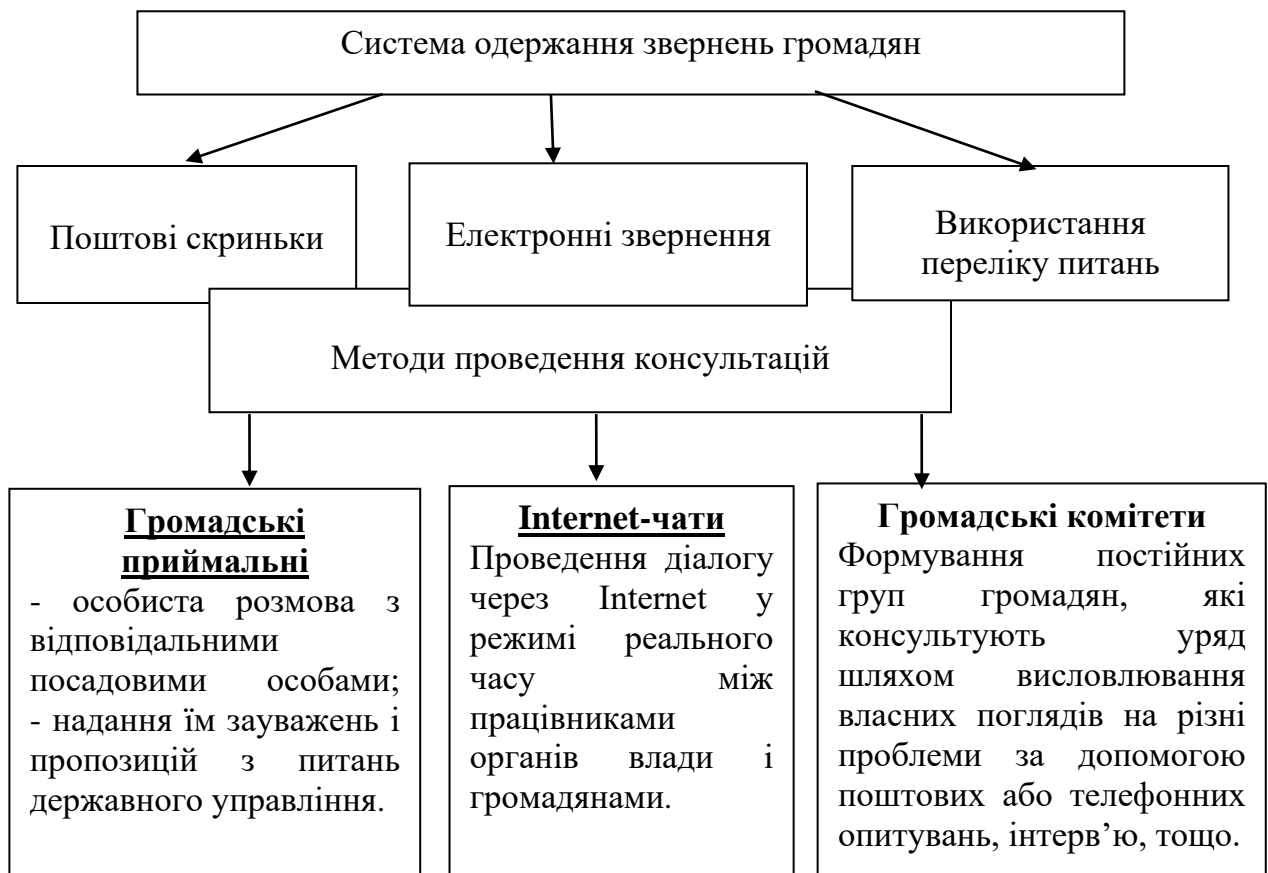 Система одержання звернень громадян
Поштові скриньки
Електронні звернення
Використання
переліку питань
Методи проведення консультацій
Громадські
приймальні
- особиста розмова з
відповідальними
посадовими особами;
- надання їм зауважень і
пропозицій з питань
державного управління.
Internet-чати
Проведення діалогу
через Internet у
режимі реального
часу між
працівниками
органів влади і
громадянами.
Громадські комітети
Формування постійних
груп громадян, які
консультують уряд
шляхом висловлювання
власних поглядів на різні
проблеми за допомогою
поштових або телефонних
опитувань, інтерв’ю, тощо.